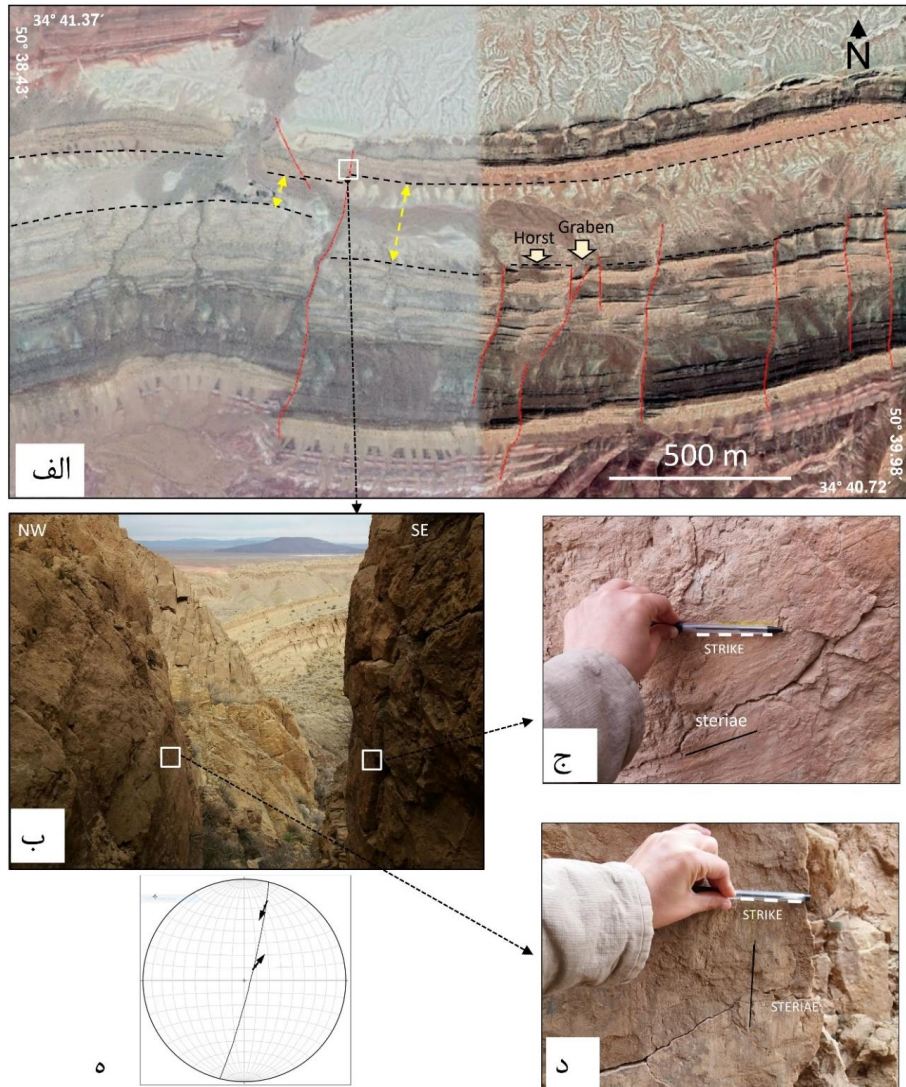 34° 41.37´
50° 38.43´
N
Horst
Graben
500 m
50° 39.98´
34° 40.72´
الف
NW
SE
ب
STRIKE
steriae
ج
STRIKE
STERIAE
د
ه